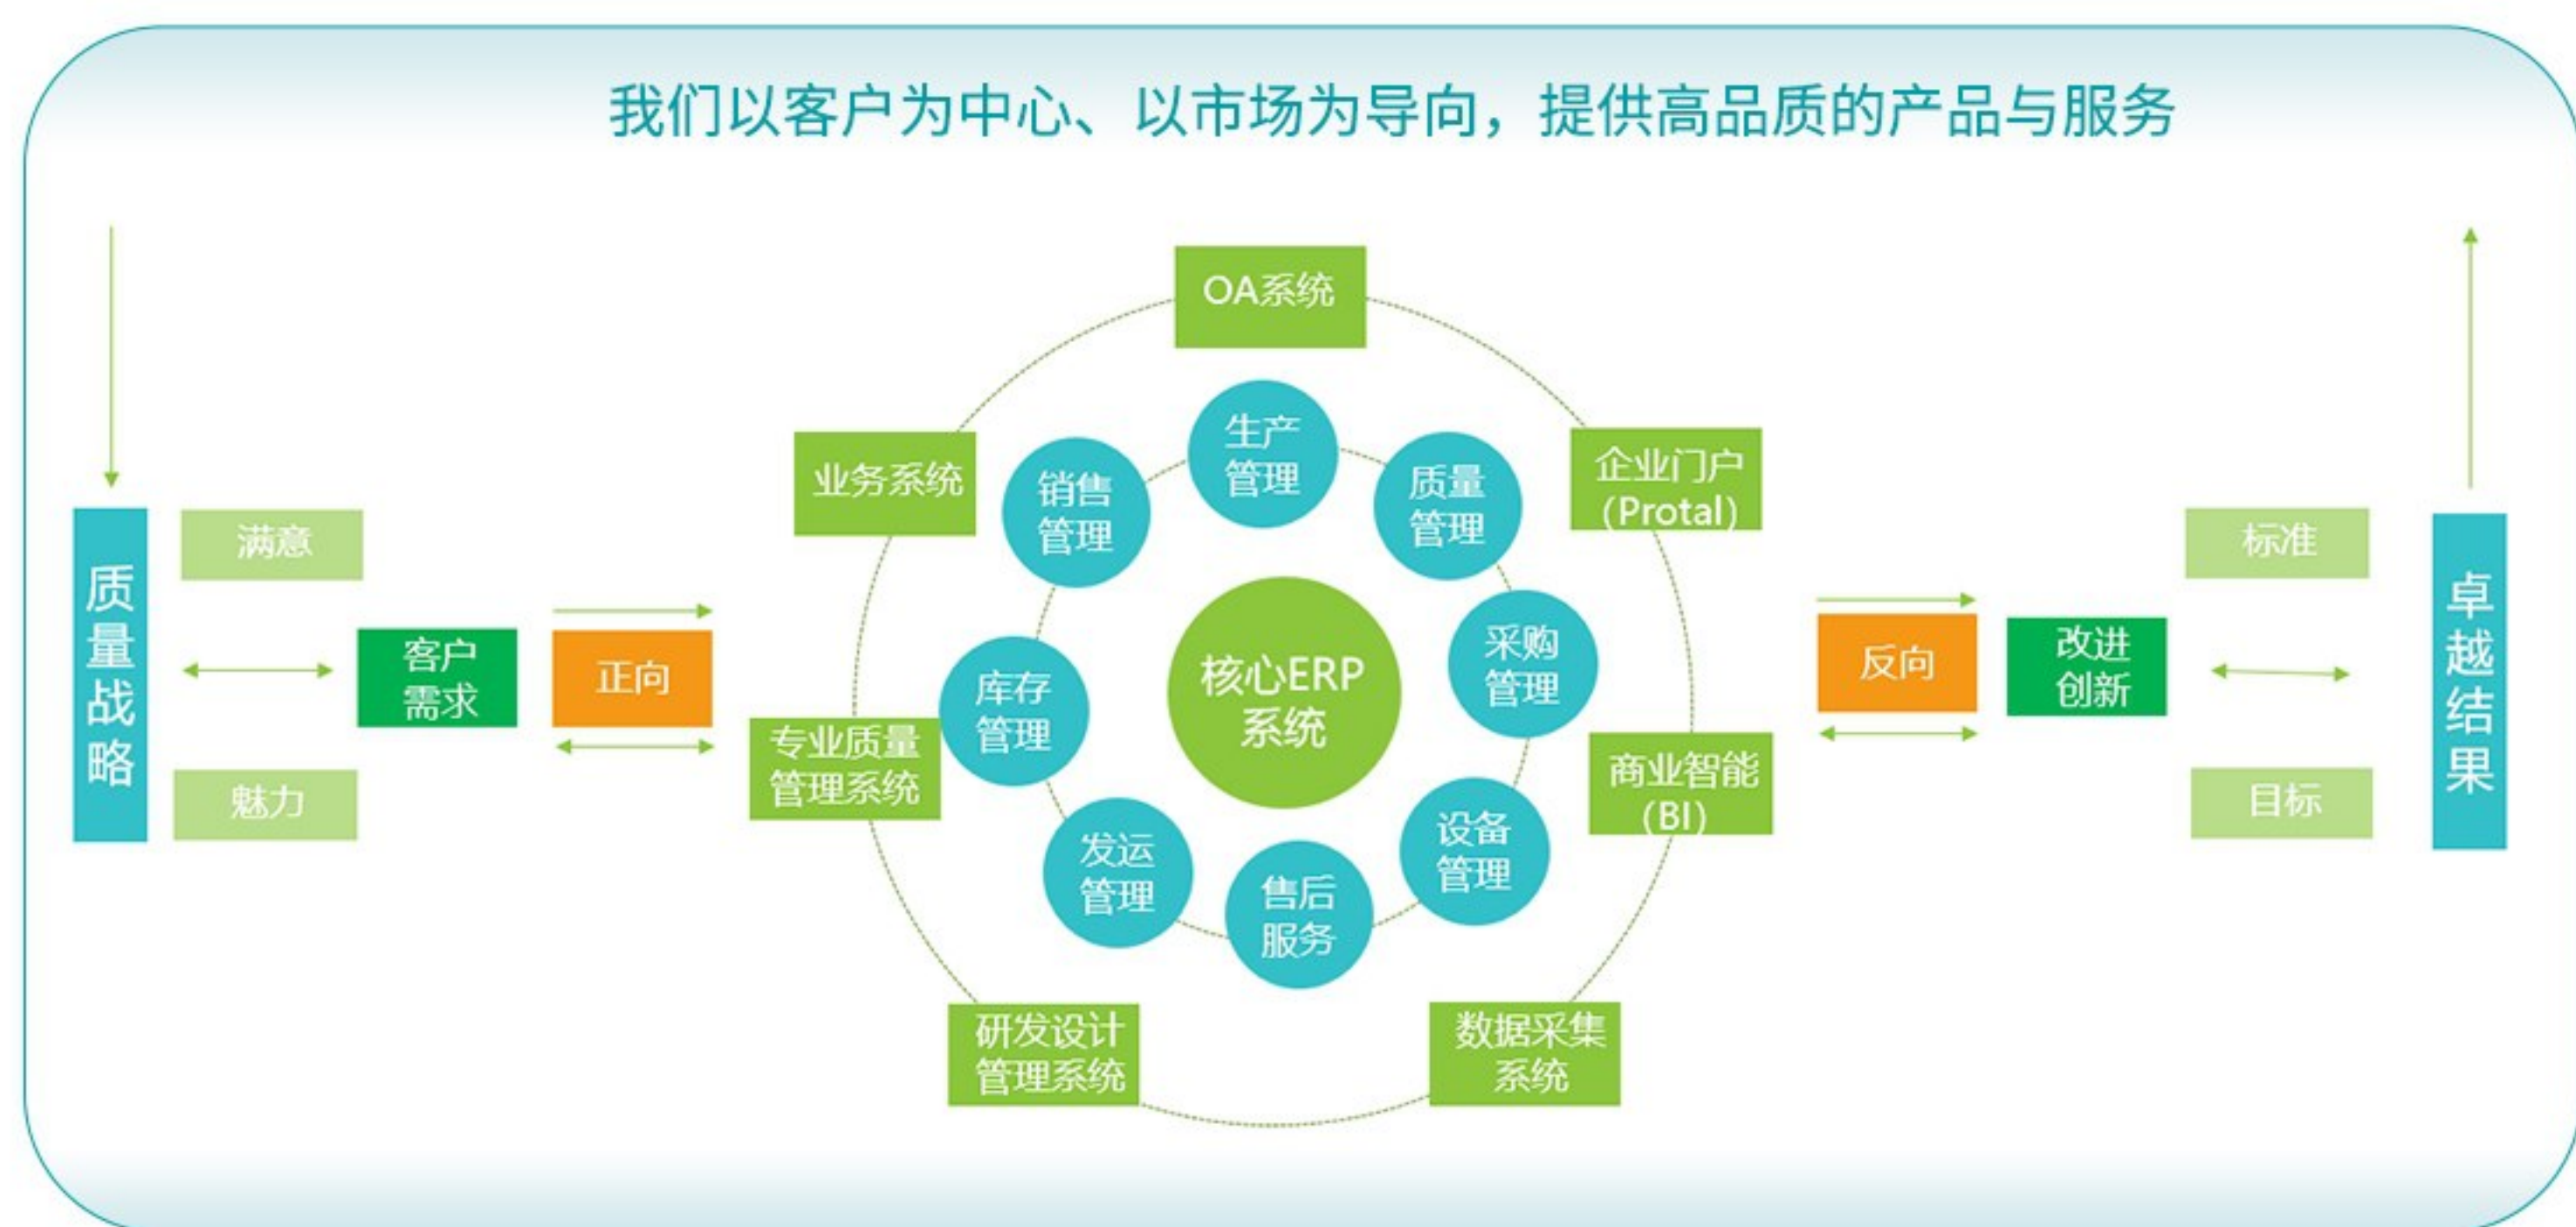 我们以客户为中心、以市场为导向，提供高品质的产品与服务
质量战略
满意
客户
需求
魅力
正向
OA系统
业务系统
企业门户
（Protal）
专业质量
管理系统
商业智能
（BI）
研发设计
管理系统
数据采集
系统
生产
管理
销售
管理
质量
管理
库存
管理
采购
管理
发运
管理
设备
管理
售后
服务
核心ERP
系统
反向
改进
创新
标准
目标
卓越结果